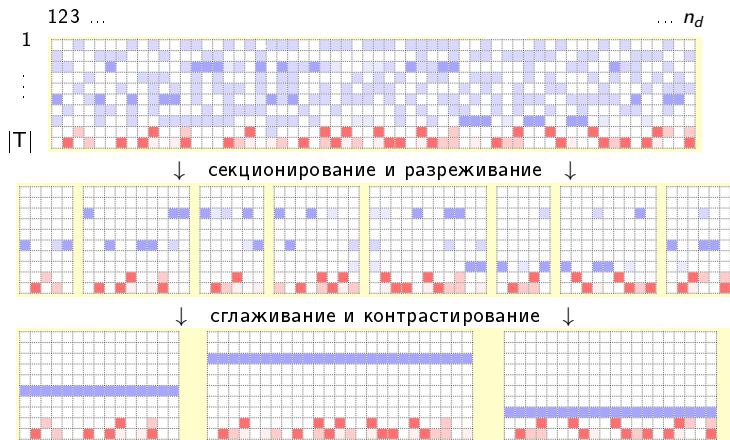 123 ... ... n_d
1
⋮
|T|
↓ секционирование и разреживание ↓
↓ сглаживание и контрастирование ↓